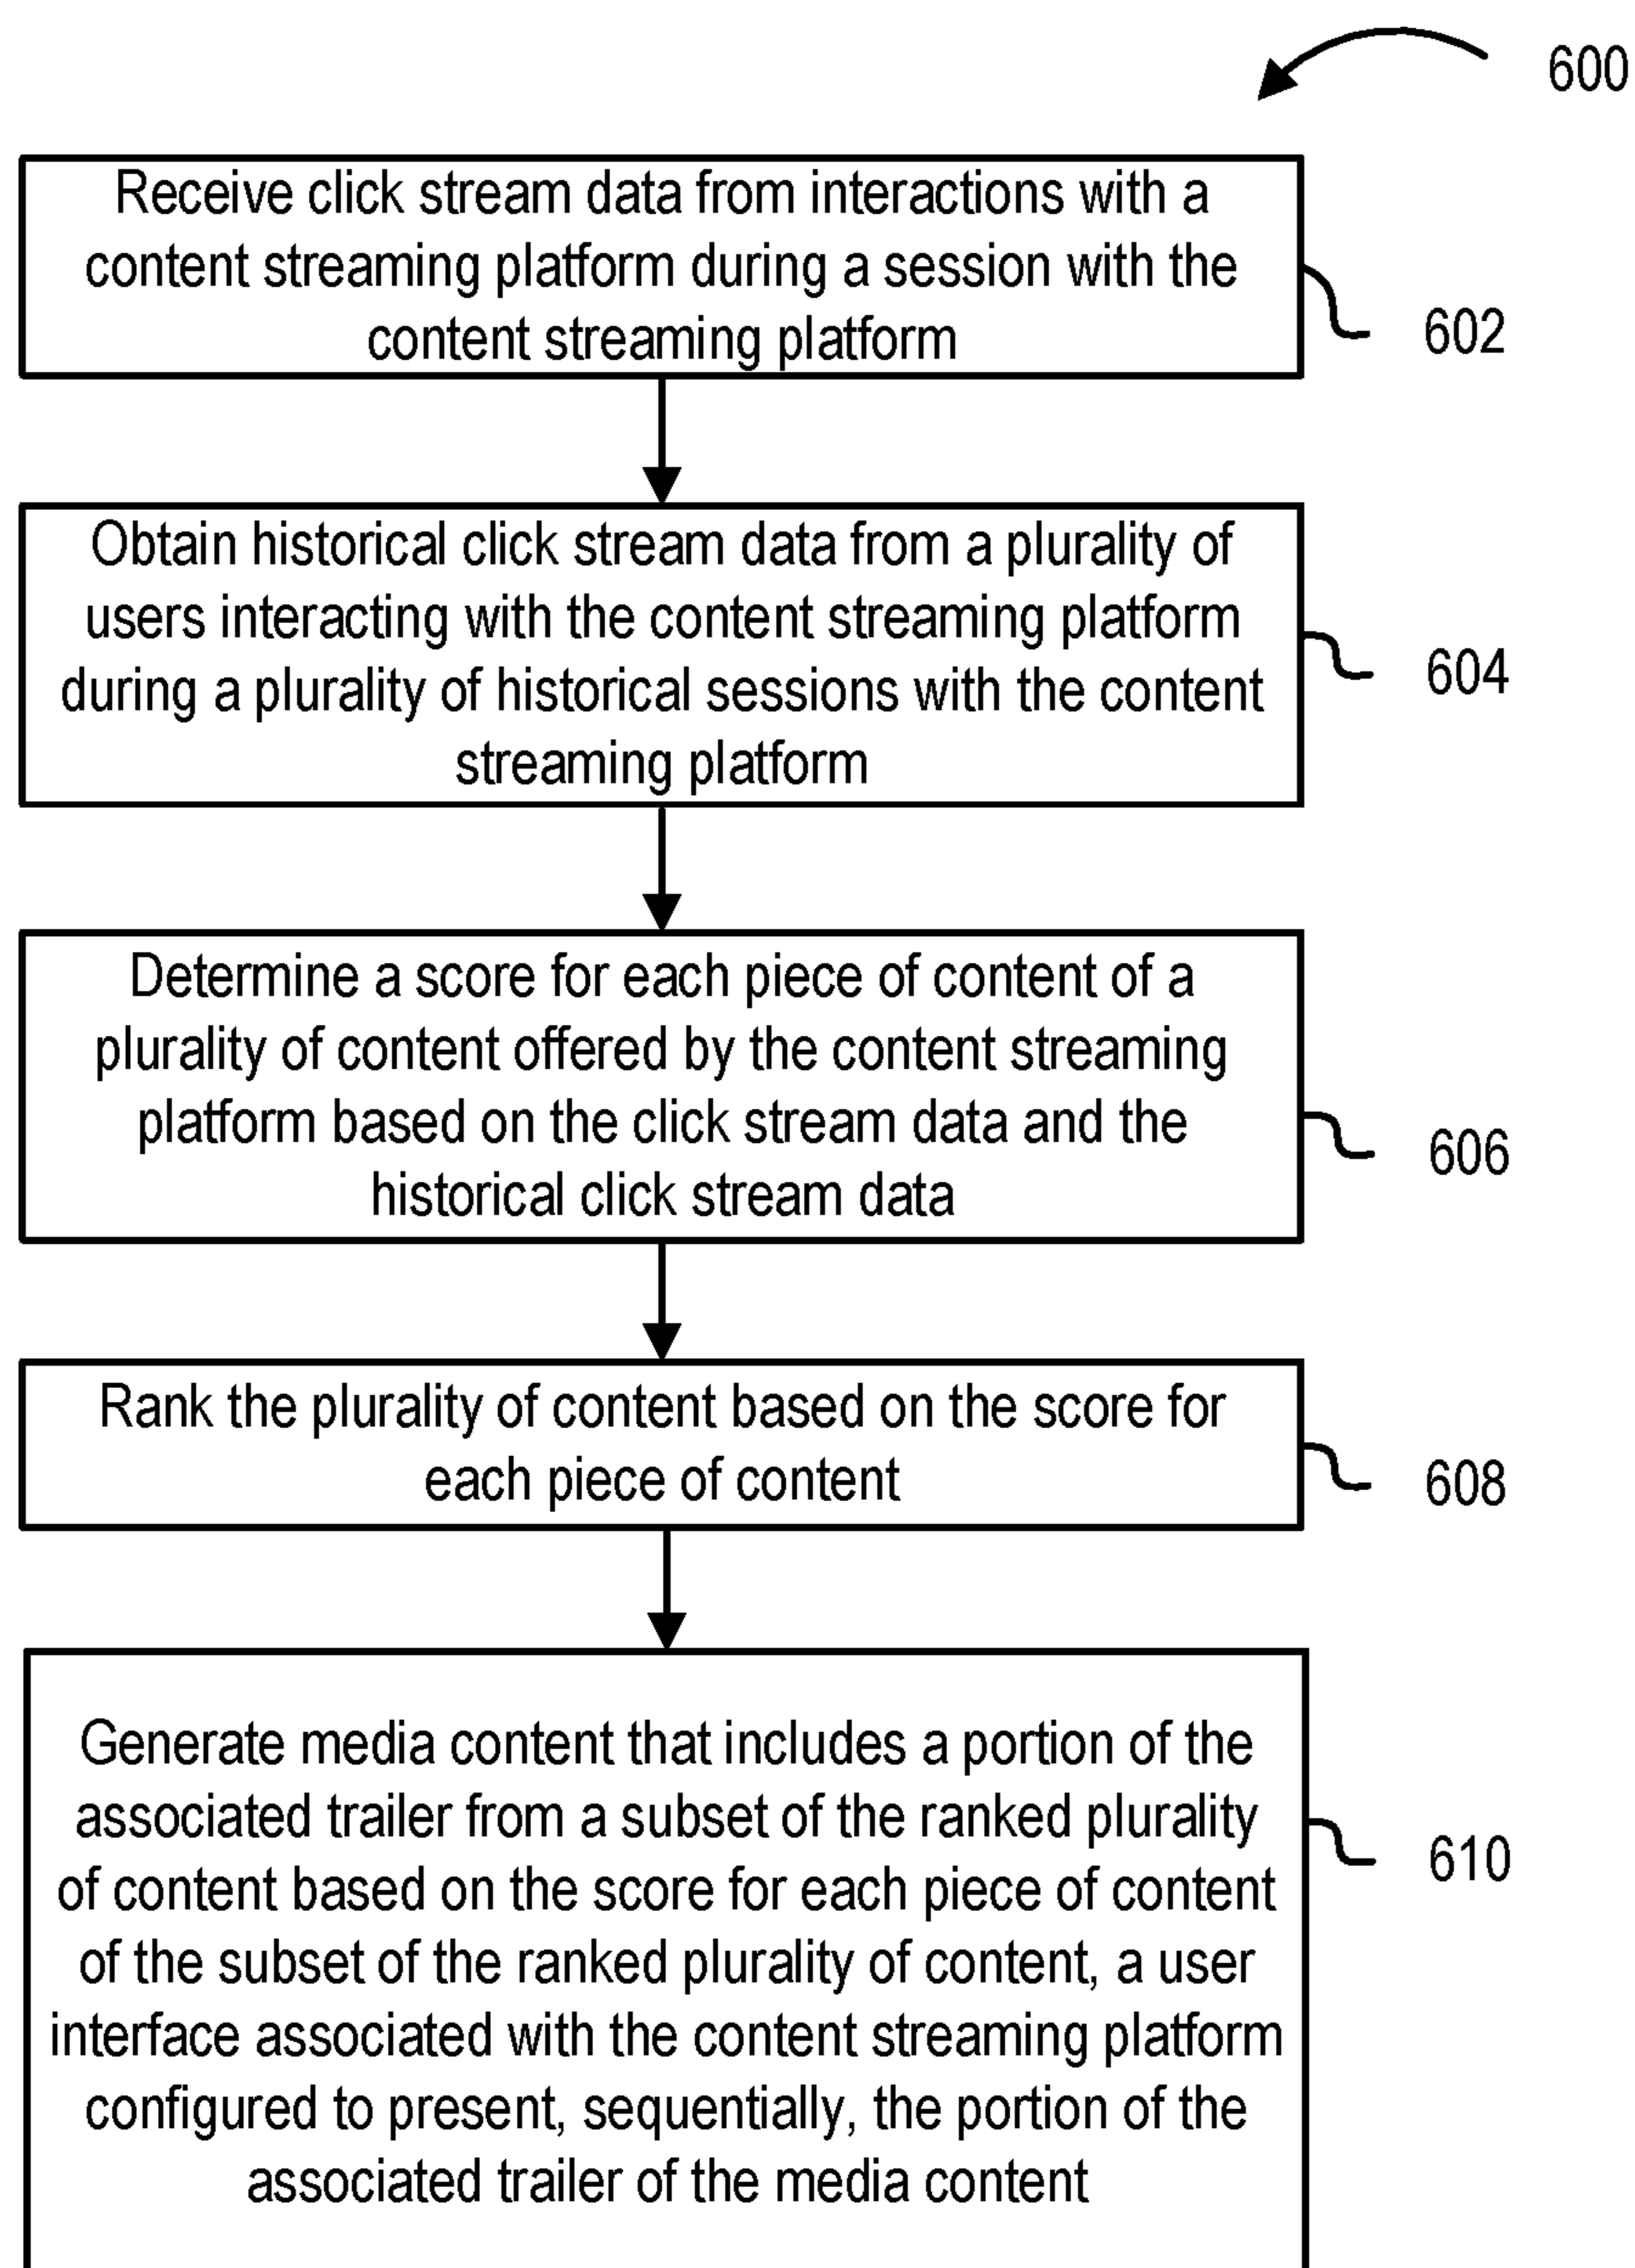 600
Receive click stream data from interactions with a
content streaming platform during a session with the
content streaming platform
602
Obtain historical click stream data from a plurality of
users interacting with the content streaming platform
during a plurality of historical sessions with the content
streaming platform
604
Determine a score for each piece of content of a
plurality of content offered by the content streaming
platform based on the click stream data and the
historical click stream data
606
Rank the plurality of content based on the score for
each piece of content
608
Generate media content that includes a portion of the
associated trailer from a subset of the ranked plurality
of content based on the score for each piece of content
of the subset of the ranked plurality of content, a user
interface associated with the content streaming platform
configured to present, sequentially, the portion of the
associated trailer of the media content
610